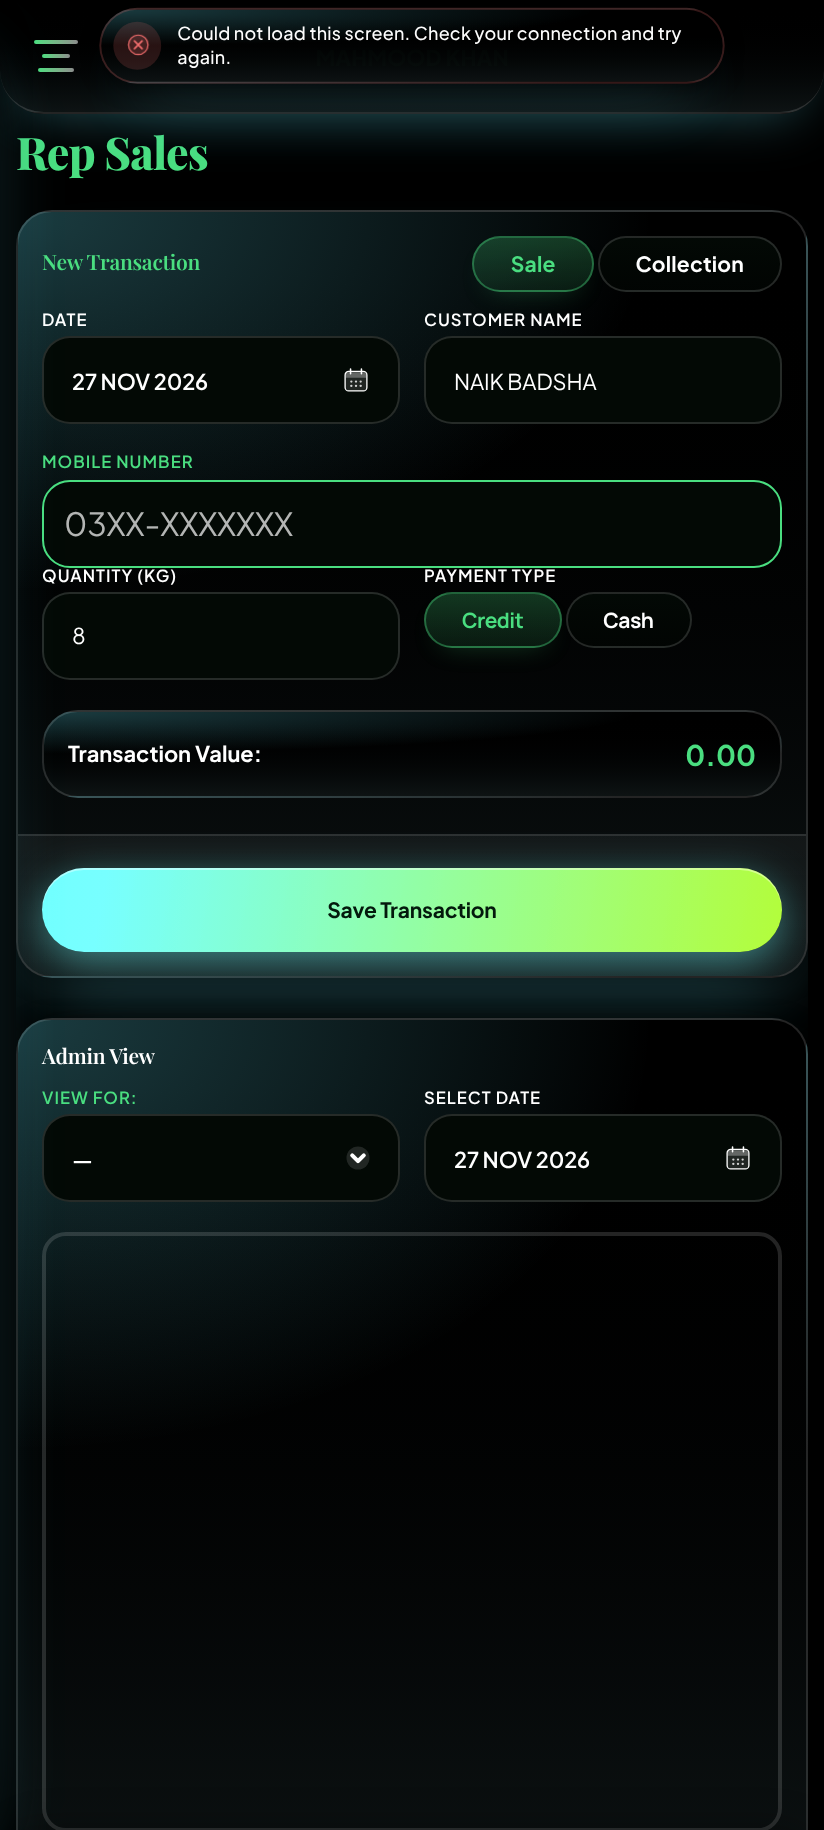 Could not load this screen. Check your connection and try
again.
Rep Sales
New Transaction
Sale
Collection
DATE
CUSTOMER NAME
27 NOV 2026
NAIK BADSHA
MOBILE NUMBER
03XX-XXXXXXX
QUANTITY (KG)
PAYMENT TYPE
8
Credit
Cash
Transaction Value:
0.00
Save Transaction
Admin View
VIEW FOR:
SELECT DATE
—
27 NOV 2026